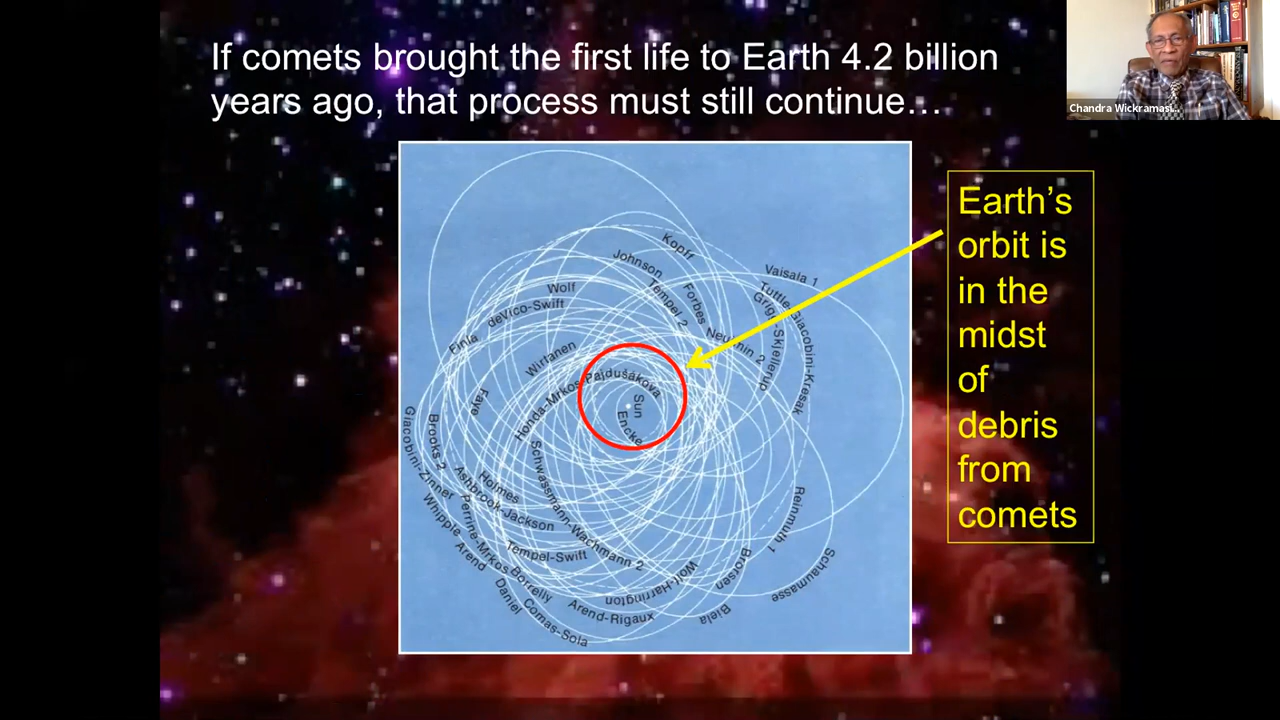 If comets brought the first life to Earth 4.2 billion
years ago, that process must still continue…
Chandra Wickramasi...
Earth's
orbit is
in the
midst
of
debris
from
comets
Kopff
Johnson
Vaisala 1
Wolf
Tempel 2
Forbes
Tuttle-Giacobini-Kresak
Grigg-Skjellerup
deVico-Swift
Neujmin 2
Finla
Wirtanen
Honda-Mrkos-Pajdušáková
Faye
Sun
Encke
Giacobini-Zinner
Brooks 2
Schwassmann-Wachmann 2
Holmes
Ashbrook-Jackson
Whipple
Perrine-Mrkos
Reinmuth 1
Arend
Tempel-Swift
Wolf-Harrington
Brorsen
Schaumasse
Borrelly
Daniel
Arend-Rigaux
Biela
Comas-Sola